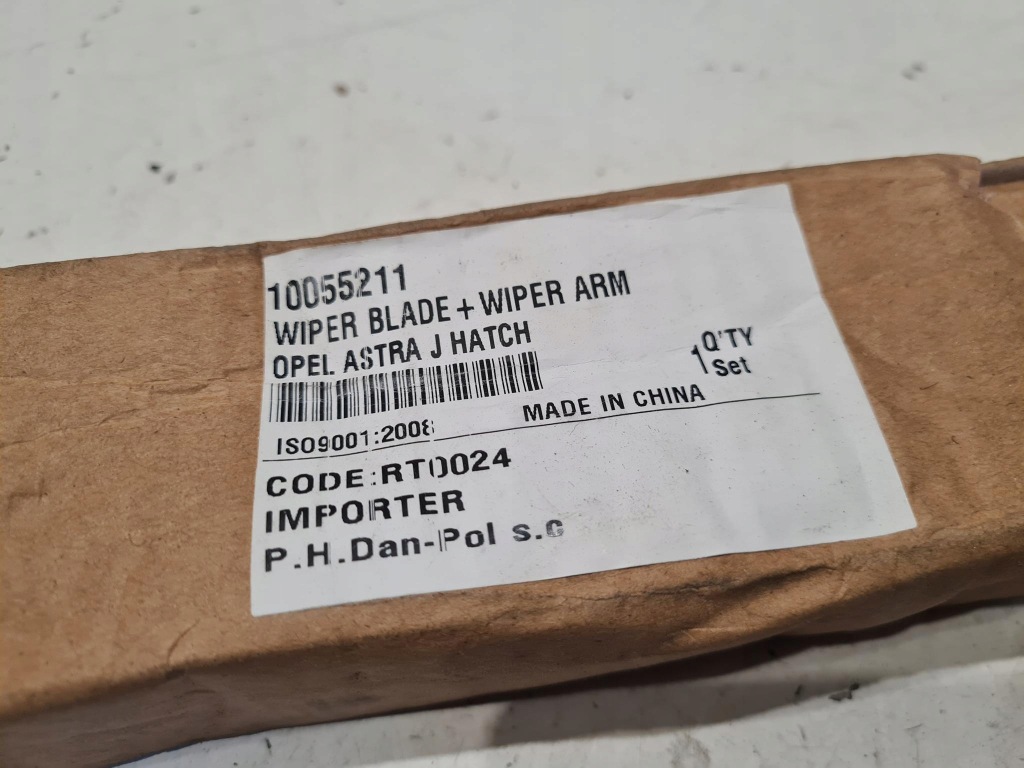 10055211
WIPER BLADE + WIPER ARM
OPEL ASTRA J HATCH
Q'TY
1 Set
ISO9001:2008
MADE IN CHINA
CODE:RT0024
IMPORTER
P.H.Dan-Pol s.c